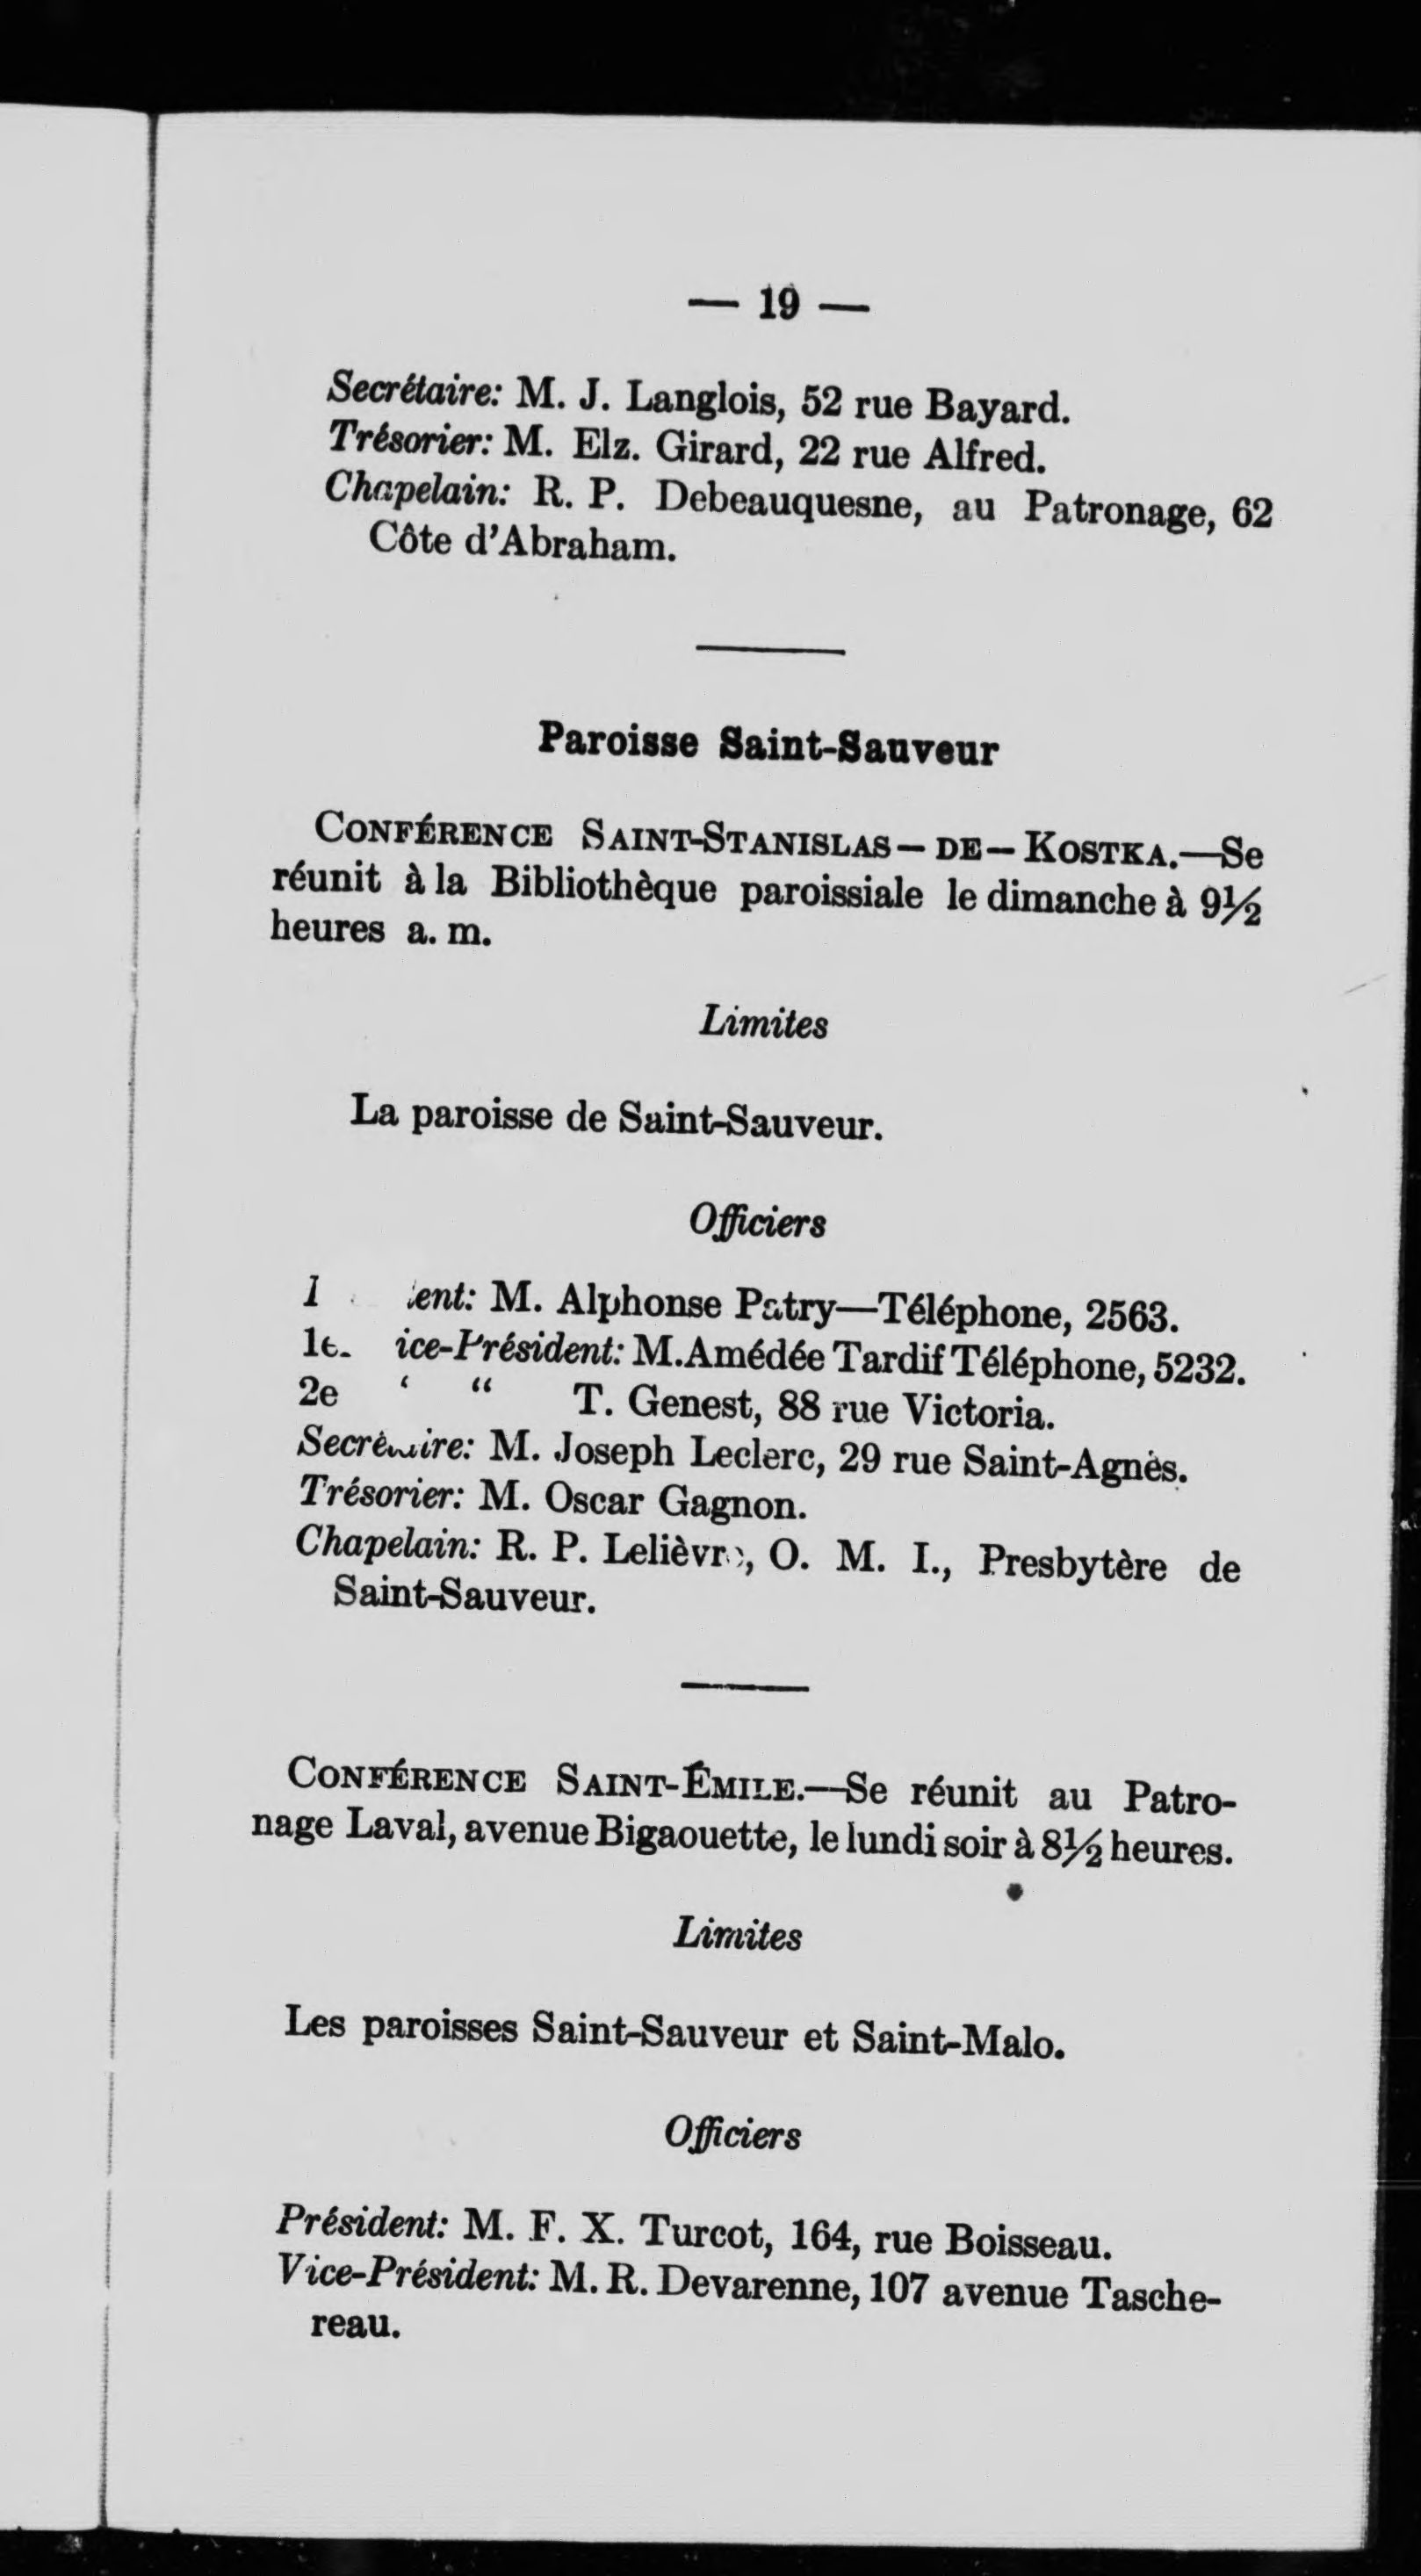 — 19 —
Secrétaire: M. J. Langlois, 52 rue Bayard.
Trésorier: M. Elz. Girard, 22 rue Alfred.
Chapelain: R. P. Debeauquesne, au Patronage, 62
Côte d'Abraham.
Paroisse Saint-Sauveur
CONFÉRENCE SAINT-STANISLAS — DE — KOSTKA.—Se
réunit à la Bibliothèque paroissiale le dimanche à 9½
heures a. m.
Limites
La paroisse de Saint-Sauveur.
Officiers
M. Alphonse Patry—Téléphone, 2563.
ice-Président: M. Amédée Tardif Téléphone, 5232.
2e “ “ T. Genest, 88 rue Victoria.
Secrétaire: M. Joseph Leclerc, 29 rue Saint-Agnès.
Trésorier: M. Oscar Gagnon.
Chapelain: R. P. Lelièvre, O. M. I., Presbytère de
Saint-Sauveur.
CONFÉRENCE SAINT-ÉMILE.—Se réunit au Patro-
nage Laval, avenue Bigaouette, le lundi soir à 8½ heures.
Limites
Les paroisses Saint-Sauveur et Saint-Malo.
Officiers
Président: M. F. X. Turcot, 164, rue Boisseau.
Vice-Président: M. R. Devarenne, 107 avenue Tasche-
reau.